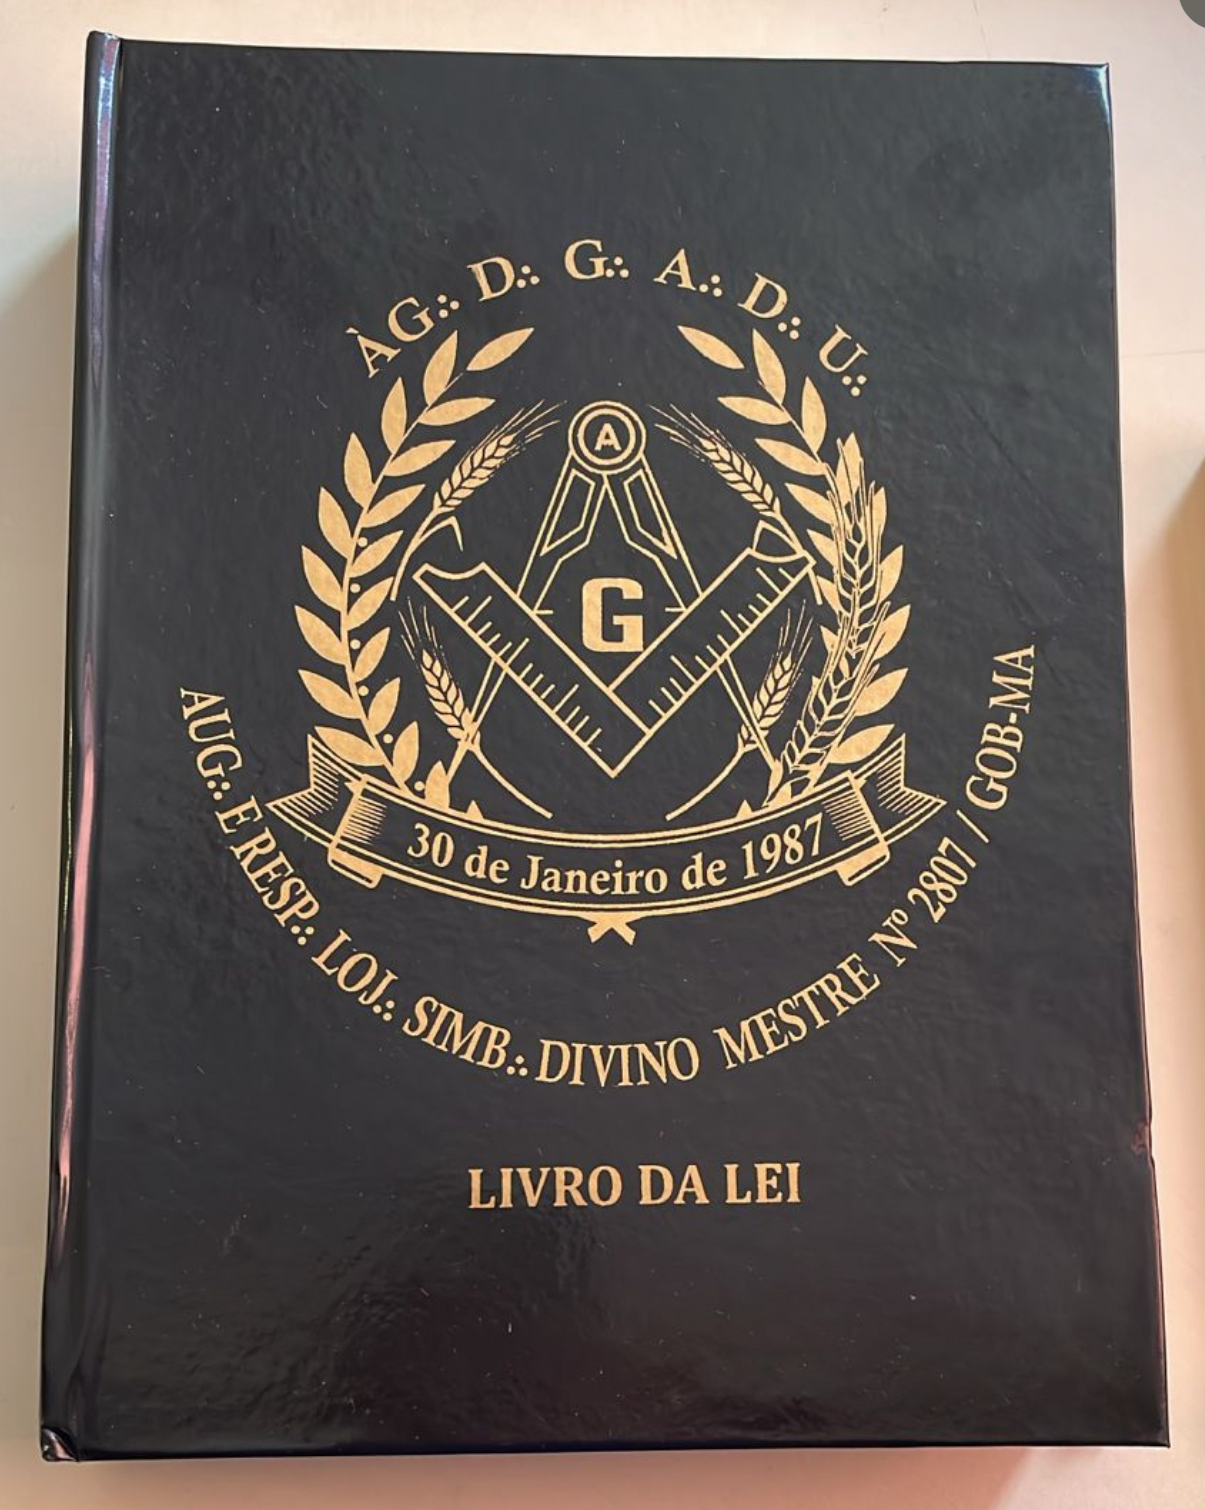 ÀG∴ D∴ G∴ A∴ D∴ U∴
A
G
30 de Janeiro de 1987
AUG∴ E RESP∴ LOJ∴ SIMB∴ DIVINO MESTRE Nº 2807 / GOB-MA
LIVRO DA LEI